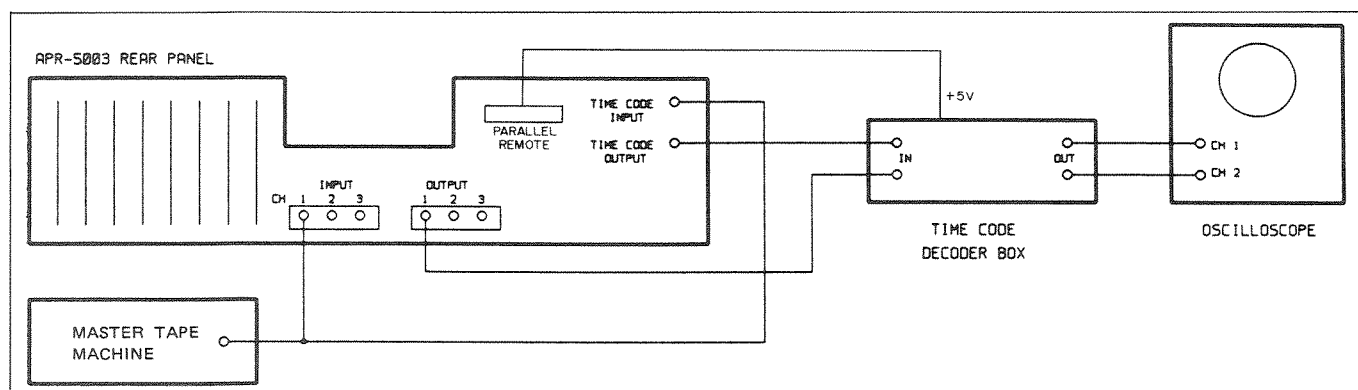 APR-5003 REAR PANEL
TIME CODE
INPUT
PARALLEL
REMOTE
TIME CODE
OUTPUT
INPUT
CH 1 2 3
OUTPUT
1 2 3
+5V
IN
OUT
TIME CODE
DECODER BOX
CH 1
CH 2
OSCILLOSCOPE
MASTER TAPE
MACHINE